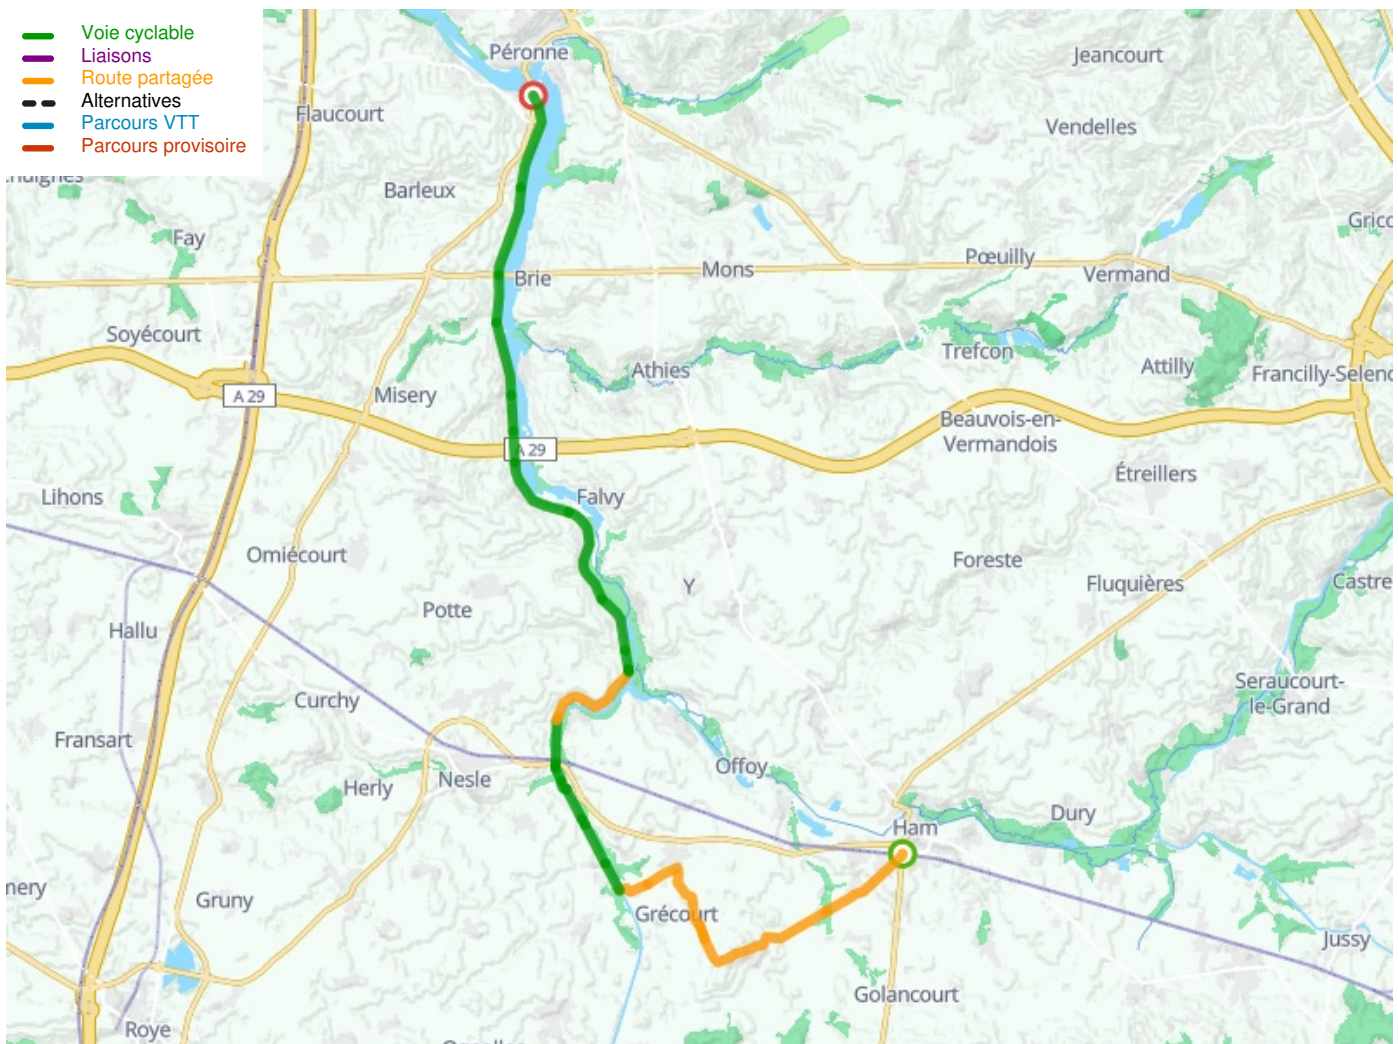 Voie cyclable
Liaisons
Route partagée
Alternatives
Parcours VTT
Parcours provisoire
Péronne
Jeancourt
Flaucourt
Vendelles
Barleux
Fay
Gricc
Brie
Mons
Pœuilly
Vermand
Soyécourt
Trefcon
Athies
Attilly
Francilly-Selenc
A 29
Misery
Beauvois-en-
Vermandois
A 29
Étreillers
Lihons
Falvy
Omiécourt
Foreste
Y
Fluquières
Castre
Potte
Hallu
Curchy
Seraucourt-
le-Grand
Fransart
Offoy
Nesle
Herly
Dury
Ham
mery
Gruny
Grécourt
Jussy
Golancourt
Roye